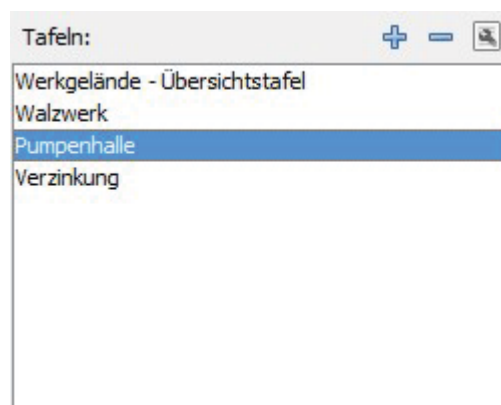 Tafeln:
Werkgelände - Übersichtstafel
Walzwerk
Pumpenhalle
Verzinkung